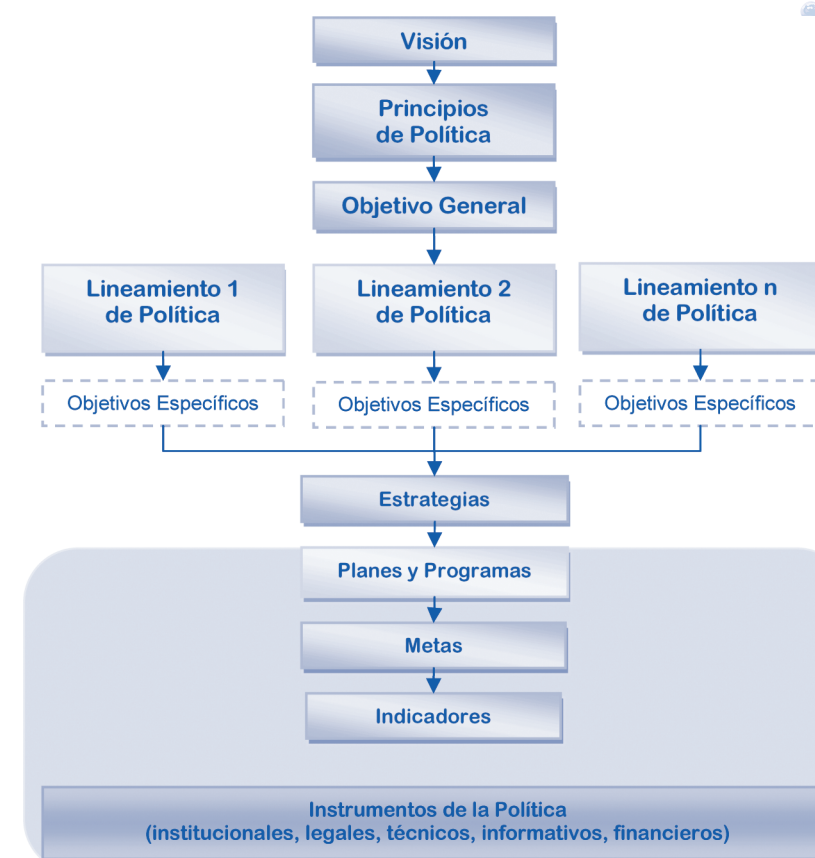 Visión
Principios
de Política
Objetivo General
Lineamiento 1
de Política
Lineamiento 2
de Política
Lineamiento n
de Política
Objetivos Específicos
Objetivos Específicos
Objetivos Específicos
Estrategias
Planes y Programas
Metas
Indicadores
Instrumentos de la Política
(institucionales, legales, técnicos, informativos, financieros)